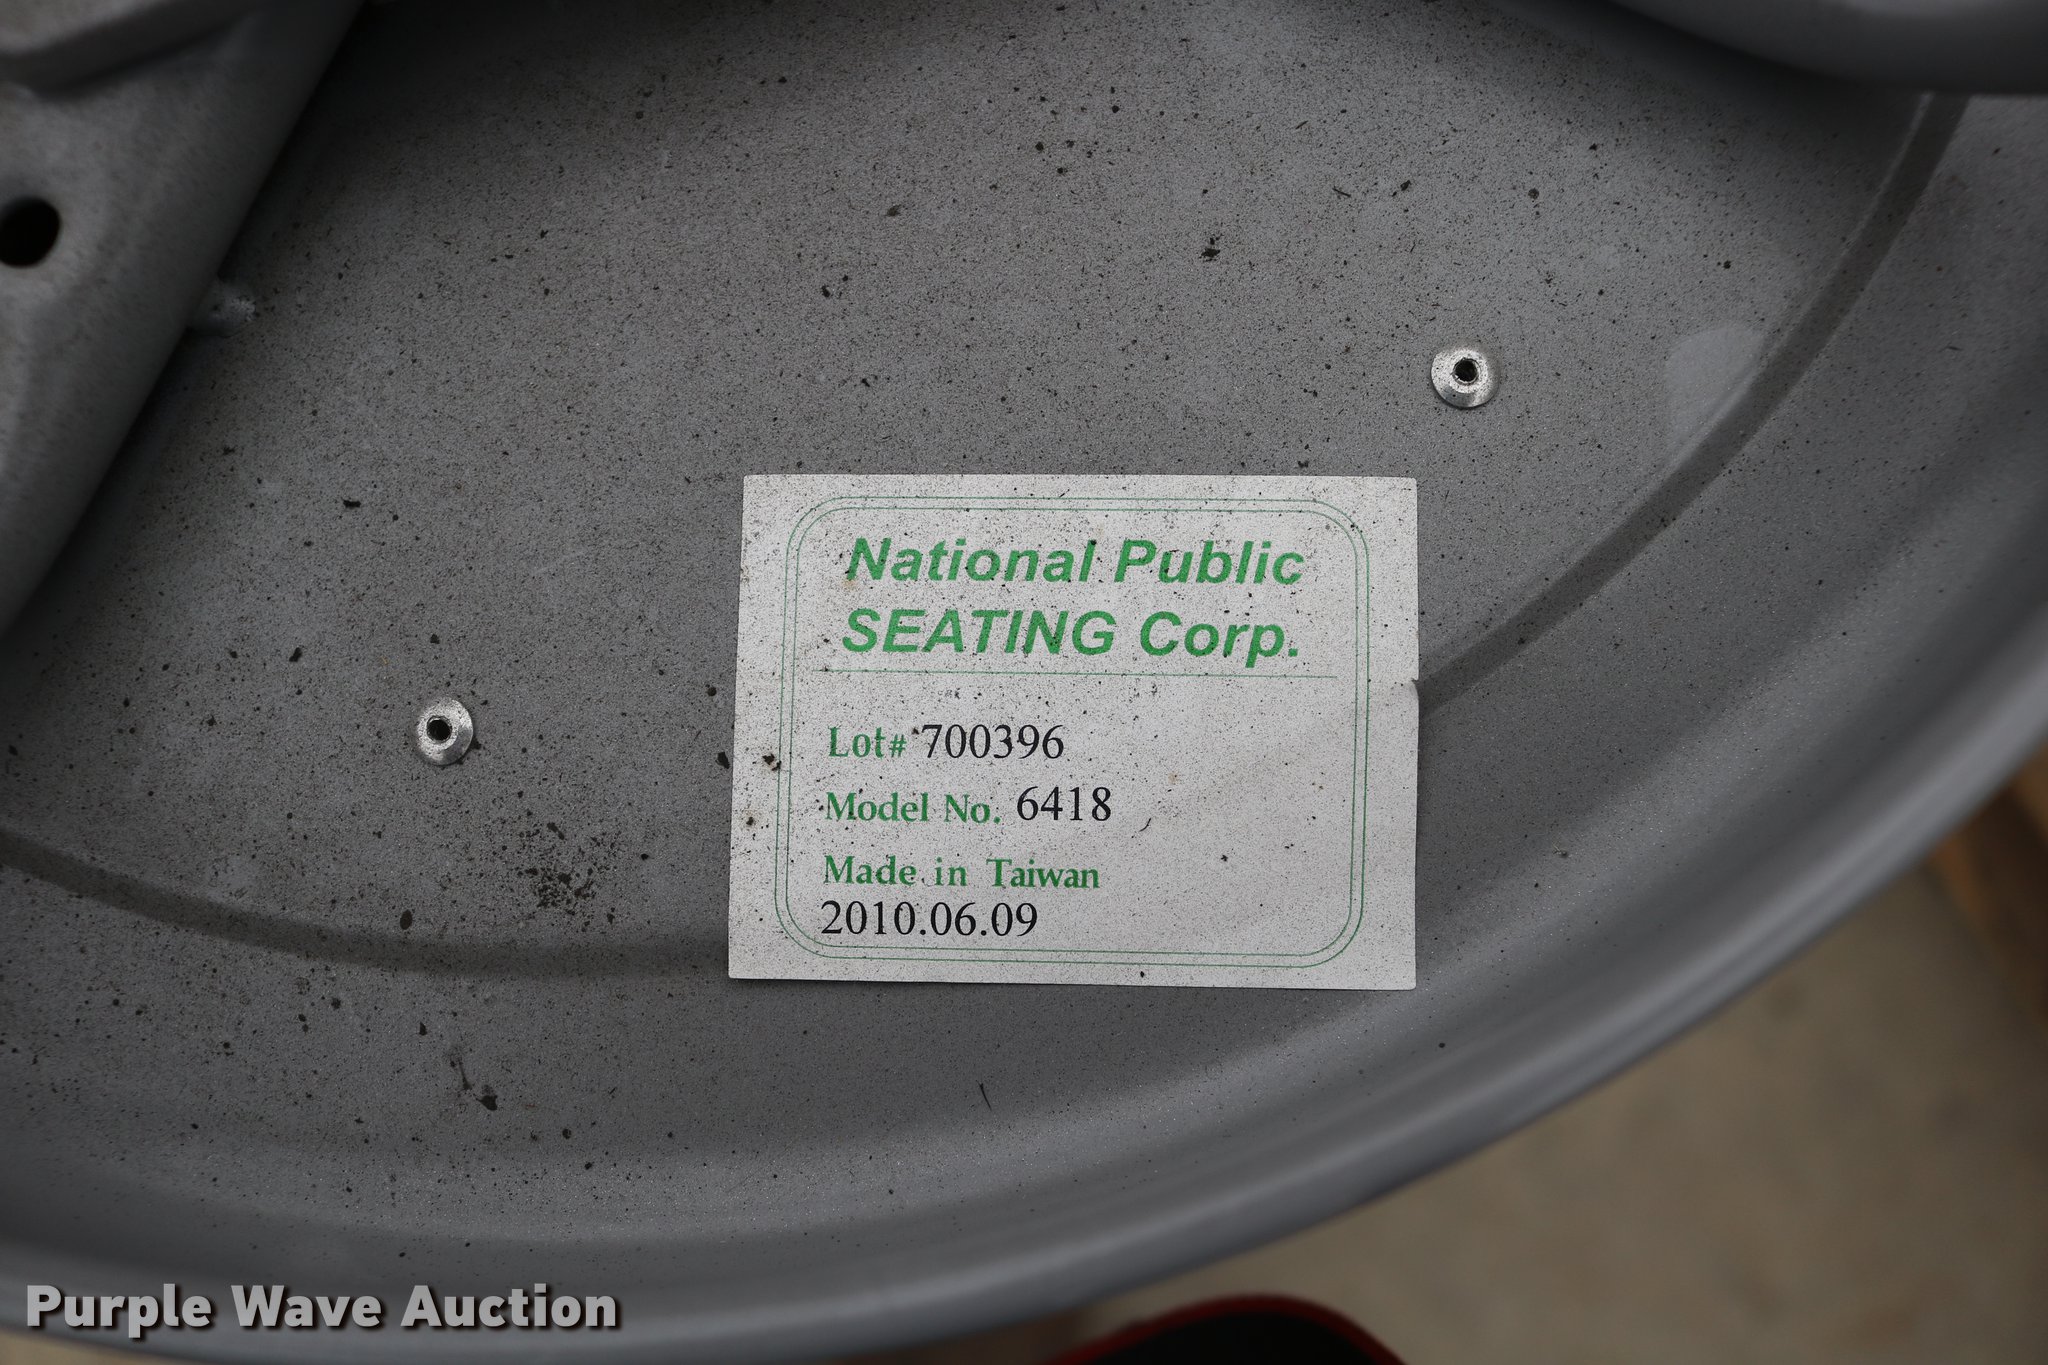 National Public
SEATING Corp.
Lot# 700396
Model No. 6418
Made in Taiwan
2010.06.09
Purple Wave Auction